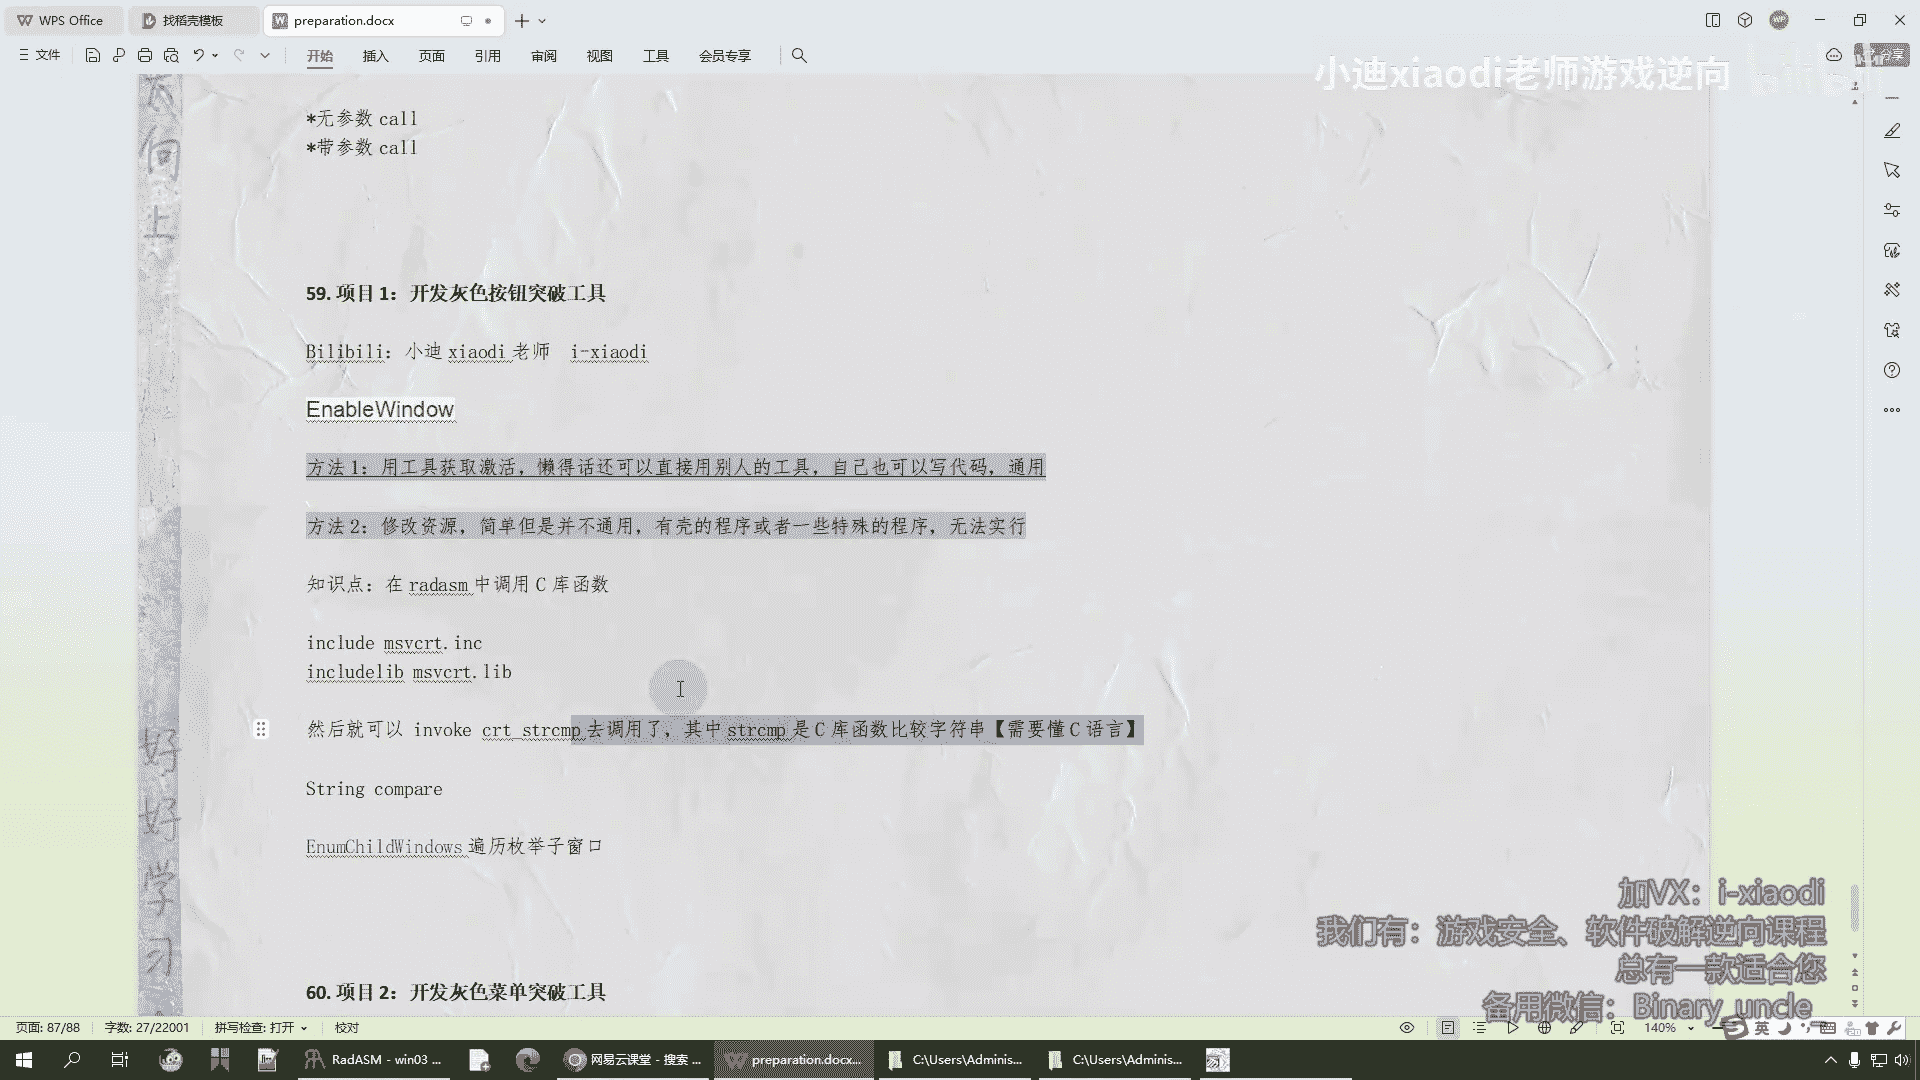 WPS Office
找稻壳模板
preparation.docx
文件
开始
插入
页面
引用
审阅
视图
工具
会员专享
分享
小迪xiaodi老师游戏逆向
bilibili
*无参数 call
*带参数 call
向
上
好
好
学
习
59. 项目 1：开发灰色按钮突破工具
Bilibili：小迪 xiaodi 老师 i-xiaodi
EnableWindow
方法 1：用工具获取激活，懒得话还可以直接用别人的工具，自己也可以写代码，通用
方法 2：修改资源，简单但是并不通用，有壳的程序或者一些特殊的程序，无法实行
知识点：在 radasm 中调用 C 库函数
include msvcrt.inc
includelib msvcrt.lib
然后就可以 invoke crt_strcmp 去调用了，其中 strcmp 是 C 库函数比较字符串【需要懂 C 语言】
String compare
EnumChildWindows 遍历枚举子窗口
60. 项目 2：开发灰色菜单突破工具
加VX：i-xiaodi
我们有：游戏安全、软件破解逆向课程
总有一款适合您
备用微信：Binary_uncle
页面: 87/88
字数: 27/22001
拼写检查: 打开
校对
140%
英
RadASM - win03 ...
网易云课堂 - 搜索 ...
preparation.docx...
C:\Users\Adminis...
C:\Users\Adminis...